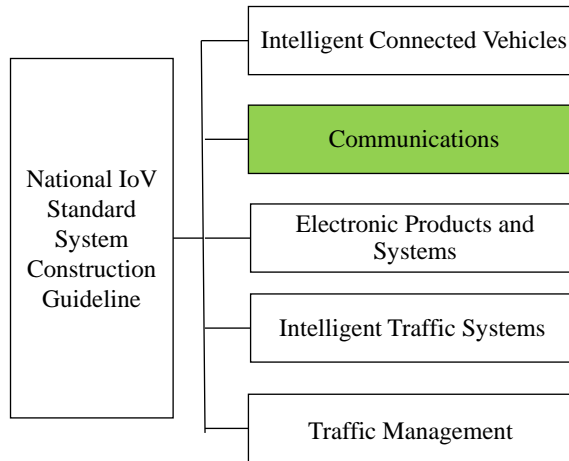 Intelligent Connected Vehicles
Communications
National IoV
Standard
System
Construction
Guideline
Electronic Products and
Systems
Intelligent Traffic Systems
Traffic Management